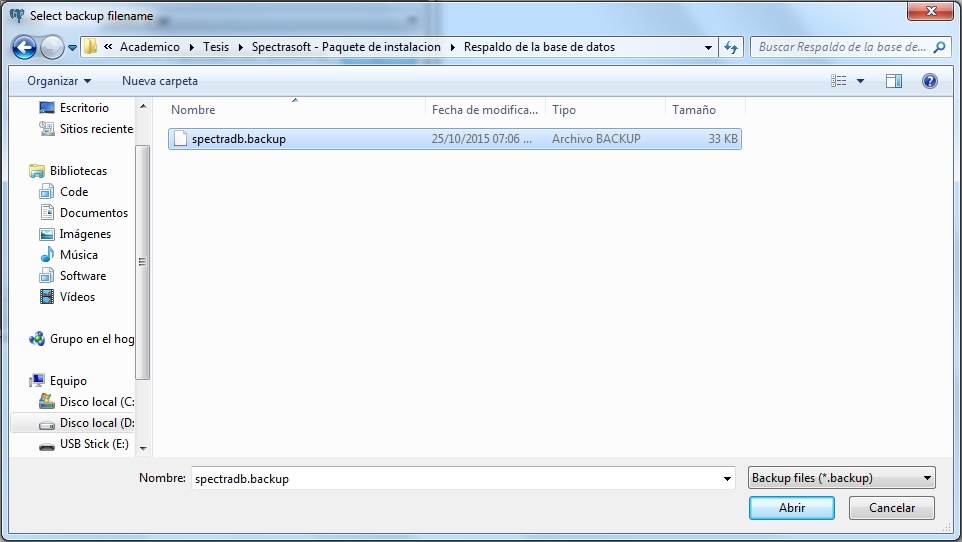 Select backup filename
« Academico Tesis Spectrasoft - Paquete de instalacion Respaldo de la base de datos
Buscar Respaldo de la base de...
Organizar Nueva carpeta
Nombre Fecha de modifica... Tipo Tamaño
spectradb.backup 25/10/2015 07:06 ... Archivo BACKUP 33 KB
Escritorio
Sitios reciente
Bibliotecas
Code
Documentos
Imágenes
Música
Software
Vídeos
Grupo en el hog
Equipo
Disco local (C:
Disco local (D:
USB Stick (E:)
Nombre: spectradb.backup Backup files (*.backup)
Abrir Cancelar